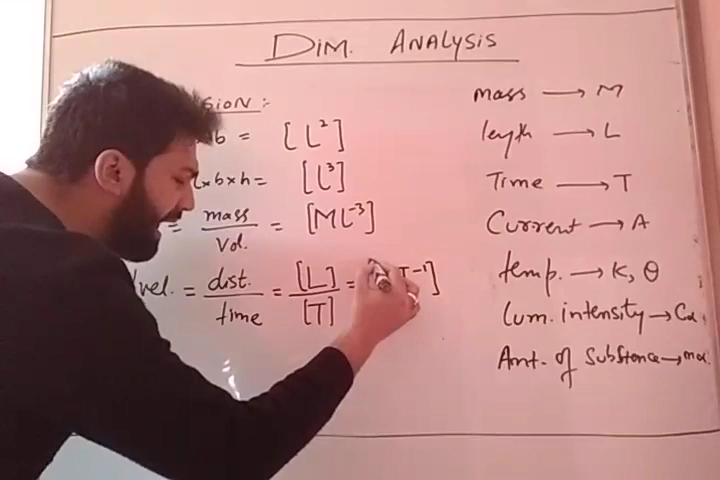 DIM. ANALYSIS
SION :-
b = [L²]
L x b x h = [L³]
= mass / Vol. = [ML⁻³]
vel. = dist. / time = [L] / [T] = T⁻¹]
mass → M
length → L
Time → T
Current → A
temp. → K, θ
Lum. intensity → Cd
Amt. of Substance → mol.